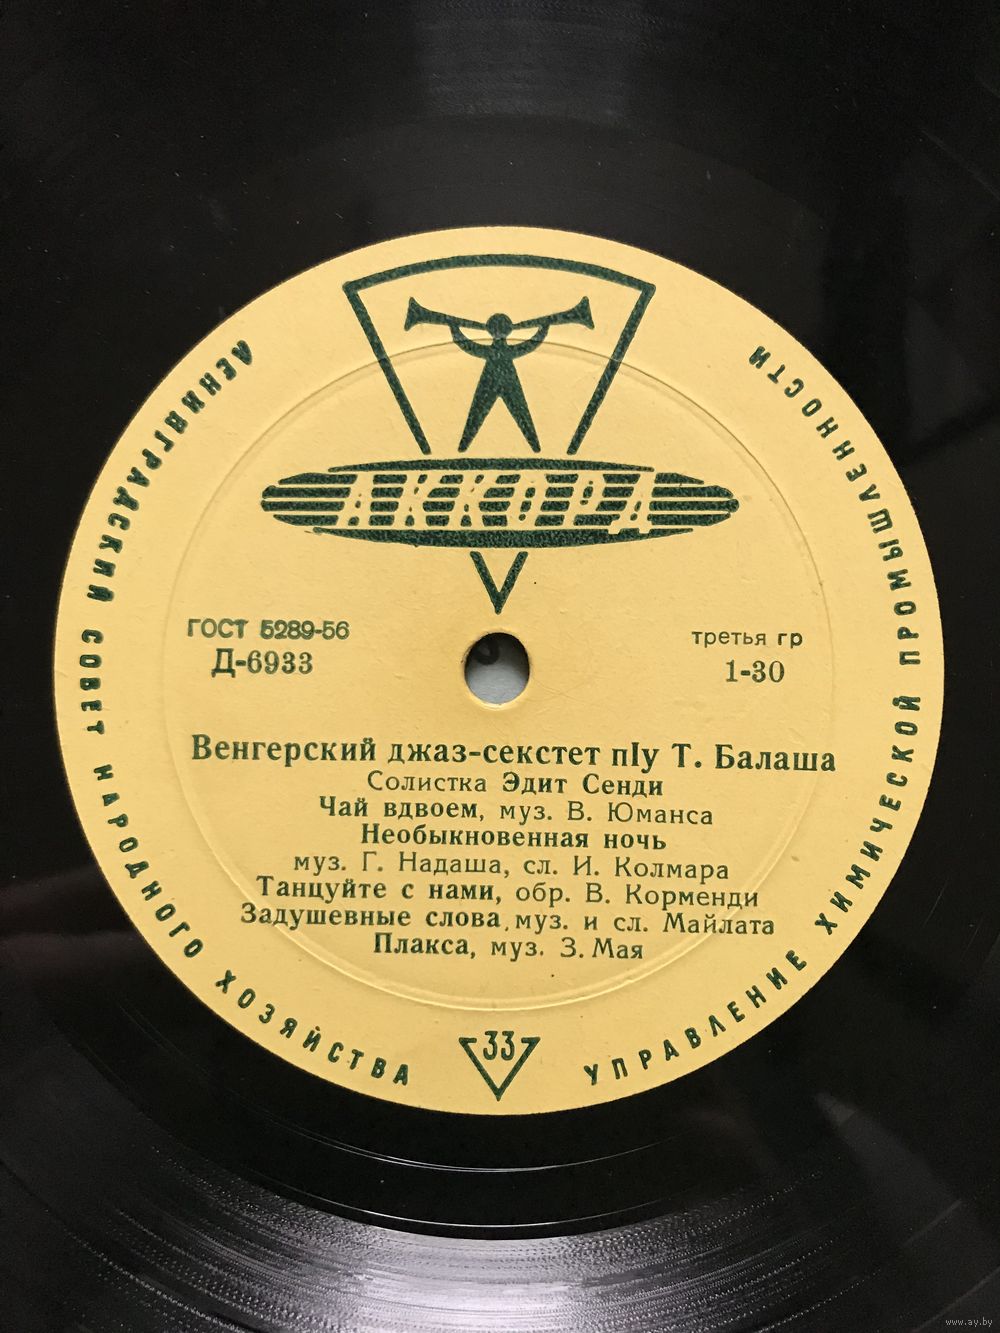 ЛЕНИНГРАДСКИЙ СОВЕТ НАРОДНОГО ХОЗЯЙСТВА
УПРАВЛЕНИЕ ХИМИЧЕСКОЙ ПРОМЫШЛЕННОСТИ
АККОРД
ГОСТ 5289-56
Д-6933
третья гр
1-30
Венгерский джаз-секстет п/у Т. Балаша
Солистка Эдит Сенди
Чай вдвоем, муз. В. Юманса
Необыкновенная ночь
муз. Г. Надаша, сл. И. Колмара
Танцуйте с нами, обр. В. Корменди
Задушевные слова, муз. и сл. Майлата
Плакса, муз. З. Мая
33
www.ay.by